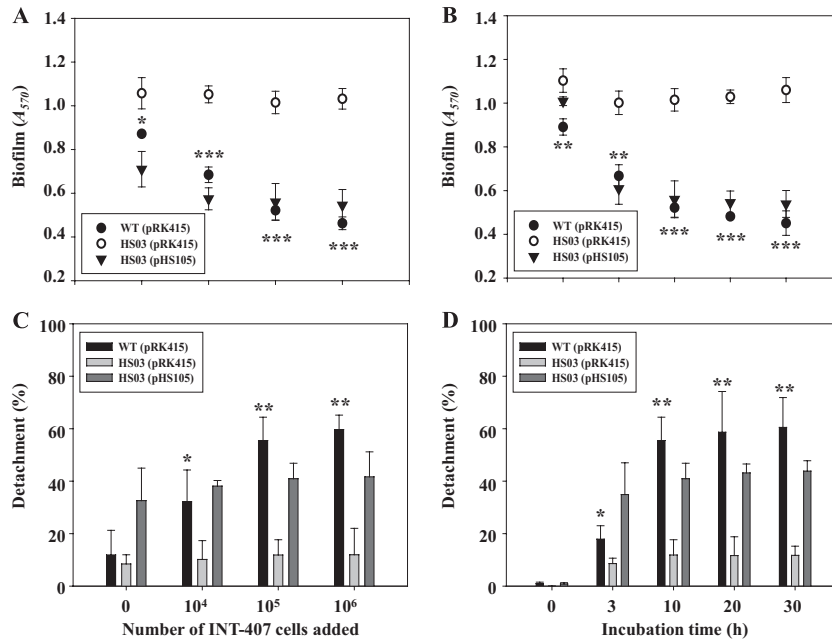 A
B
1.4
1.2
1.0
0.8
0.6
0.4
0.2
Biofilm (A570)
*
***
***
***
WT (pRK415)
HS03 (pRK415)
HS03 (pHS105)
1.4
1.2
1.0
0.8
0.6
0.4
0.2
Biofilm (A570)
**
**
***
***
***
WT (pRK415)
HS03 (pRK415)
HS03 (pHS105)
C
D
100
80
60
40
20
0
Detachment (%)
WT (pRK415)
HS03 (pRK415)
HS03 (pHS105)
*
**
**
0 10⁴ 10⁵ 10⁶
Number of INT-407 cells added
100
80
60
40
20
0
Detachment (%)
WT (pRK415)
HS03 (pRK415)
HS03 (pHS105)
*
**
**
**
0 3 10 20 30
Incubation time (h)